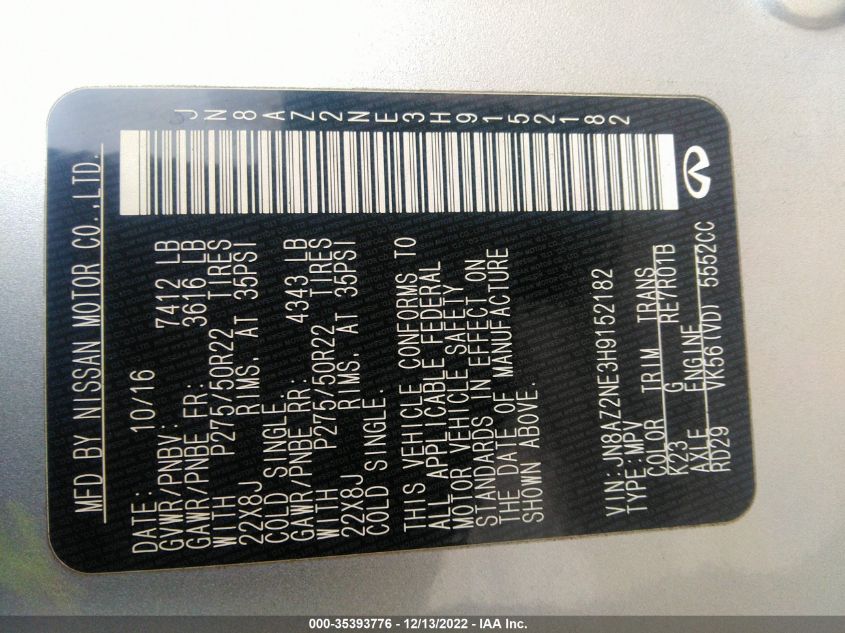 MFD BY NISSAN MOTOR CO.,LTD.
JN8AZ2NE3H9152182
DATE: 10/16
GVWR/PNBV: 7412 LB
GAWR/PNBE FR: 3616 LB
WITH P275/50R22 TIRES
22X8J RIMS, AT 35PSI
COLD SINGLE.
GAWR/PNBE RR: 4343 LB
WITH P275/50R22 TIRES
22X8J RIMS, AT 35PSI
COLD SINGLE.
THIS VEHICLE CONFORMS TO
ALL APPLICABLE FEDERAL
MOTOR VEHICLE SAFETY
STANDARDS IN EFFECT ON
THE DATE OF MANUFACTURE
SHOWN ABOVE.
VIN:JN8AZ2NE3H9152182
TYPE:MPV
COLOR TRIM TRANS
K23 G RE7R01B
AXLE ENGINE
RD29 VK56(VD) 5552CC
000-35393776 - 12/13/2022 - IAA Inc.